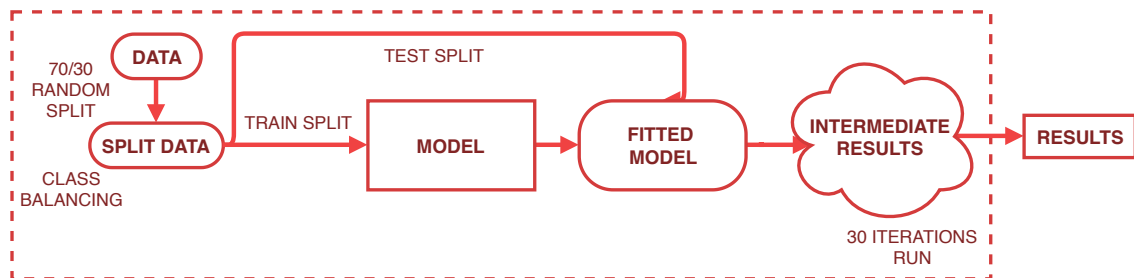 DATA
70/30
RANDOM
SPLIT
SPLIT DATA
CLASS
BALANCING
TEST SPLIT
TRAIN SPLIT
MODEL
FITTED
MODEL
INTERMEDIATE
RESULTS
30 ITERATIONS
RUN
RESULTS